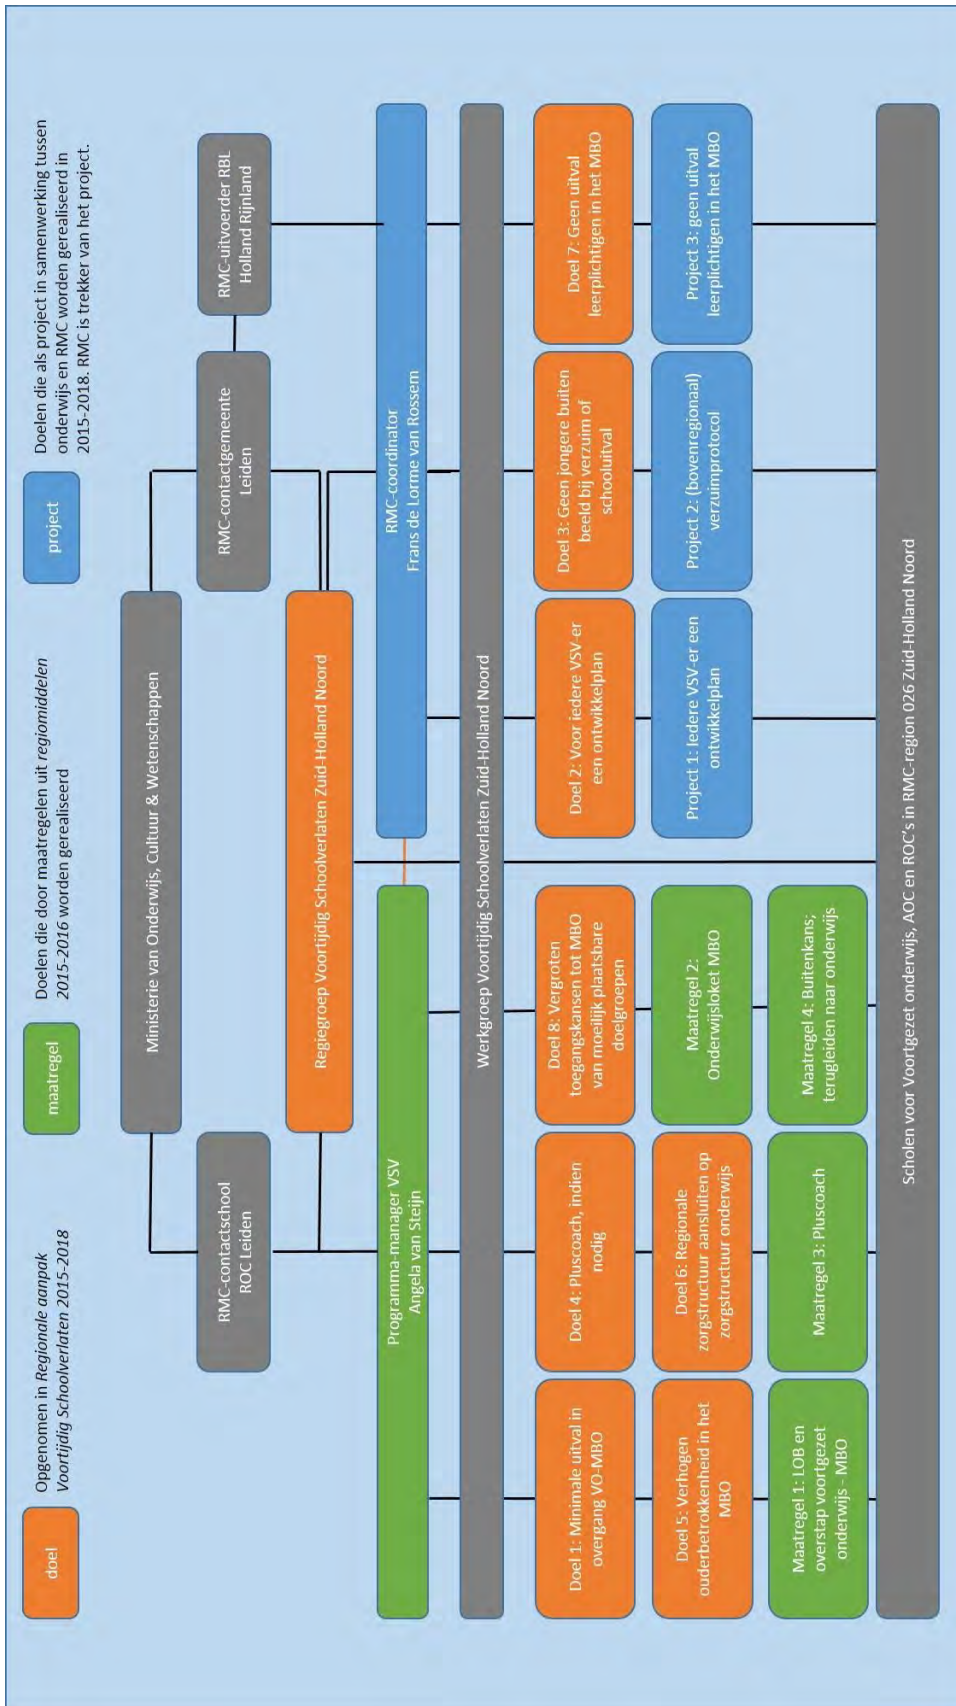 doel
Opgenomen in Regionale aanpak
Voortijdig Schoolverlaten 2015-2018
maatregel
Doelen die door maatregelen uit regiomiddelen
2015-2016 worden gerealiseerd
project
Doelen die als project in samenwerking tussen
onderwijs en RMC worden gerealiseerd in
2015-2018. RMC is trekker van het project.
Ministerie van Onderwijs, Cultuur & Wetenschappen
RMC-contactschool
ROC Leiden
RMC-contactgemeente
Leiden
RMC-uitvoerder RBL
Holland Rijnland
Regiegroep Voortijdig Schoolverlaten Zuid-Holland Noord
Programma-manager VSV
Angela van Steijn
RMC-coordinator
Frans de Lorme van Rossem
Werkgroep Voortijdig Schoolverlaten Zuid-Holland Noord
Doel 1: Minimale uitval in
overgang VO-MBO
Doel 4: Pluscoach, indien
nodig
Doel 8: Vergroten
toegangskansen tot MBO
van moeilijk plaatsbare
doelgroepen
Doel 2: Voor iedere VSV-er
een ontwikkelplan
Doel 3: Geen jongere buiten
beeld bij verzuim of
schooluitval
Doel 7: Geen uitval
leerplichtigen in het MBO
Doel 5: Verhogen
ouderbetrokkenheid in het
MBO
Doel 6: Regionale
zorgstructuur aansluiten op
zorgstructuur onderwijs
Maatregel 2:
Onderwijsloket MBO
Project 1: Iedere VSV-er een
ontwikkelplan
Project 2: (bovenregionaal)
verzuimprotocol
Project 3: geen uitval
leerplichtigen in het MBO
Maatregel 1: LOB en
overstap voortgezet
onderwijs - MBO
Maatregel 3: Pluscoach
Maatregel 4: Buitenkans;
terugleiden naar onderwijs
Scholen voor Voortgezet onderwijs, AOC en ROC's in RMC-region 026 Zuid-Holland Noord